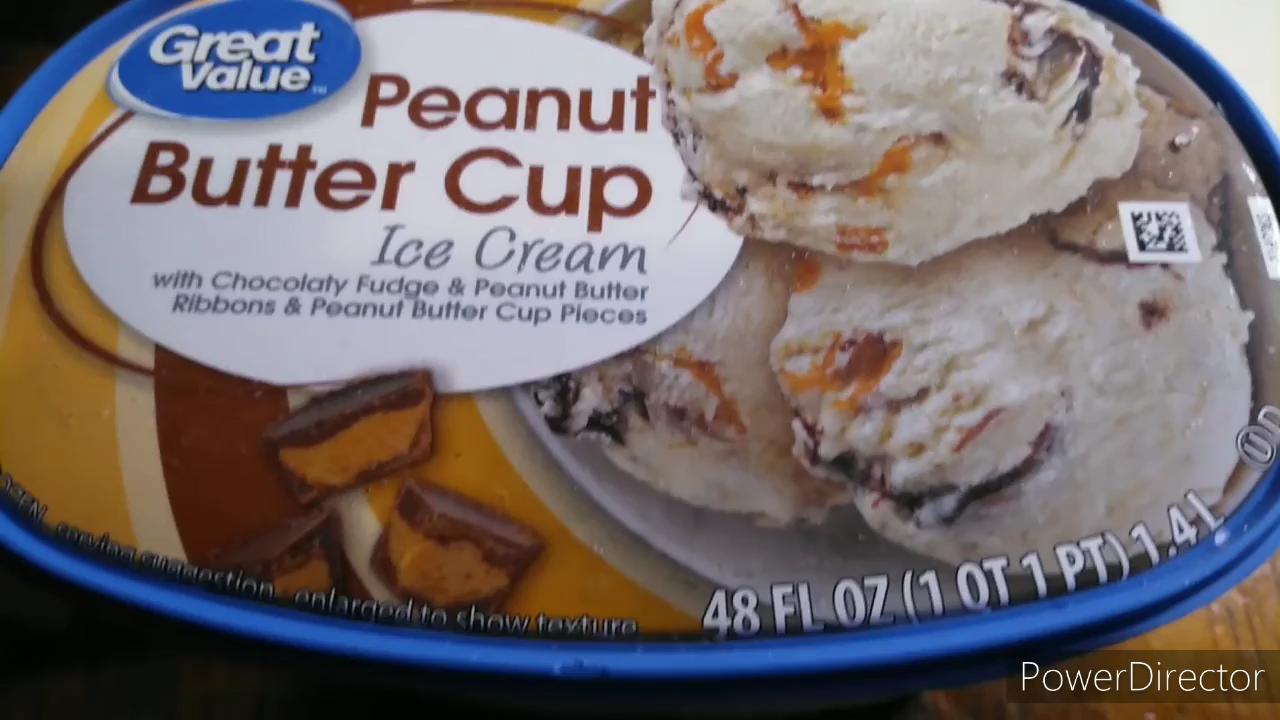 Great
Value™
Peanut
Butter Cup
Ice Cream
with Chocolaty Fudge & Peanut Butter
Ribbons & Peanut Butter Cup Pieces
serving suggestion enlarged to show texture
48 FL OZ (1 QT 1 PT) 1.4 L
PowerDirector